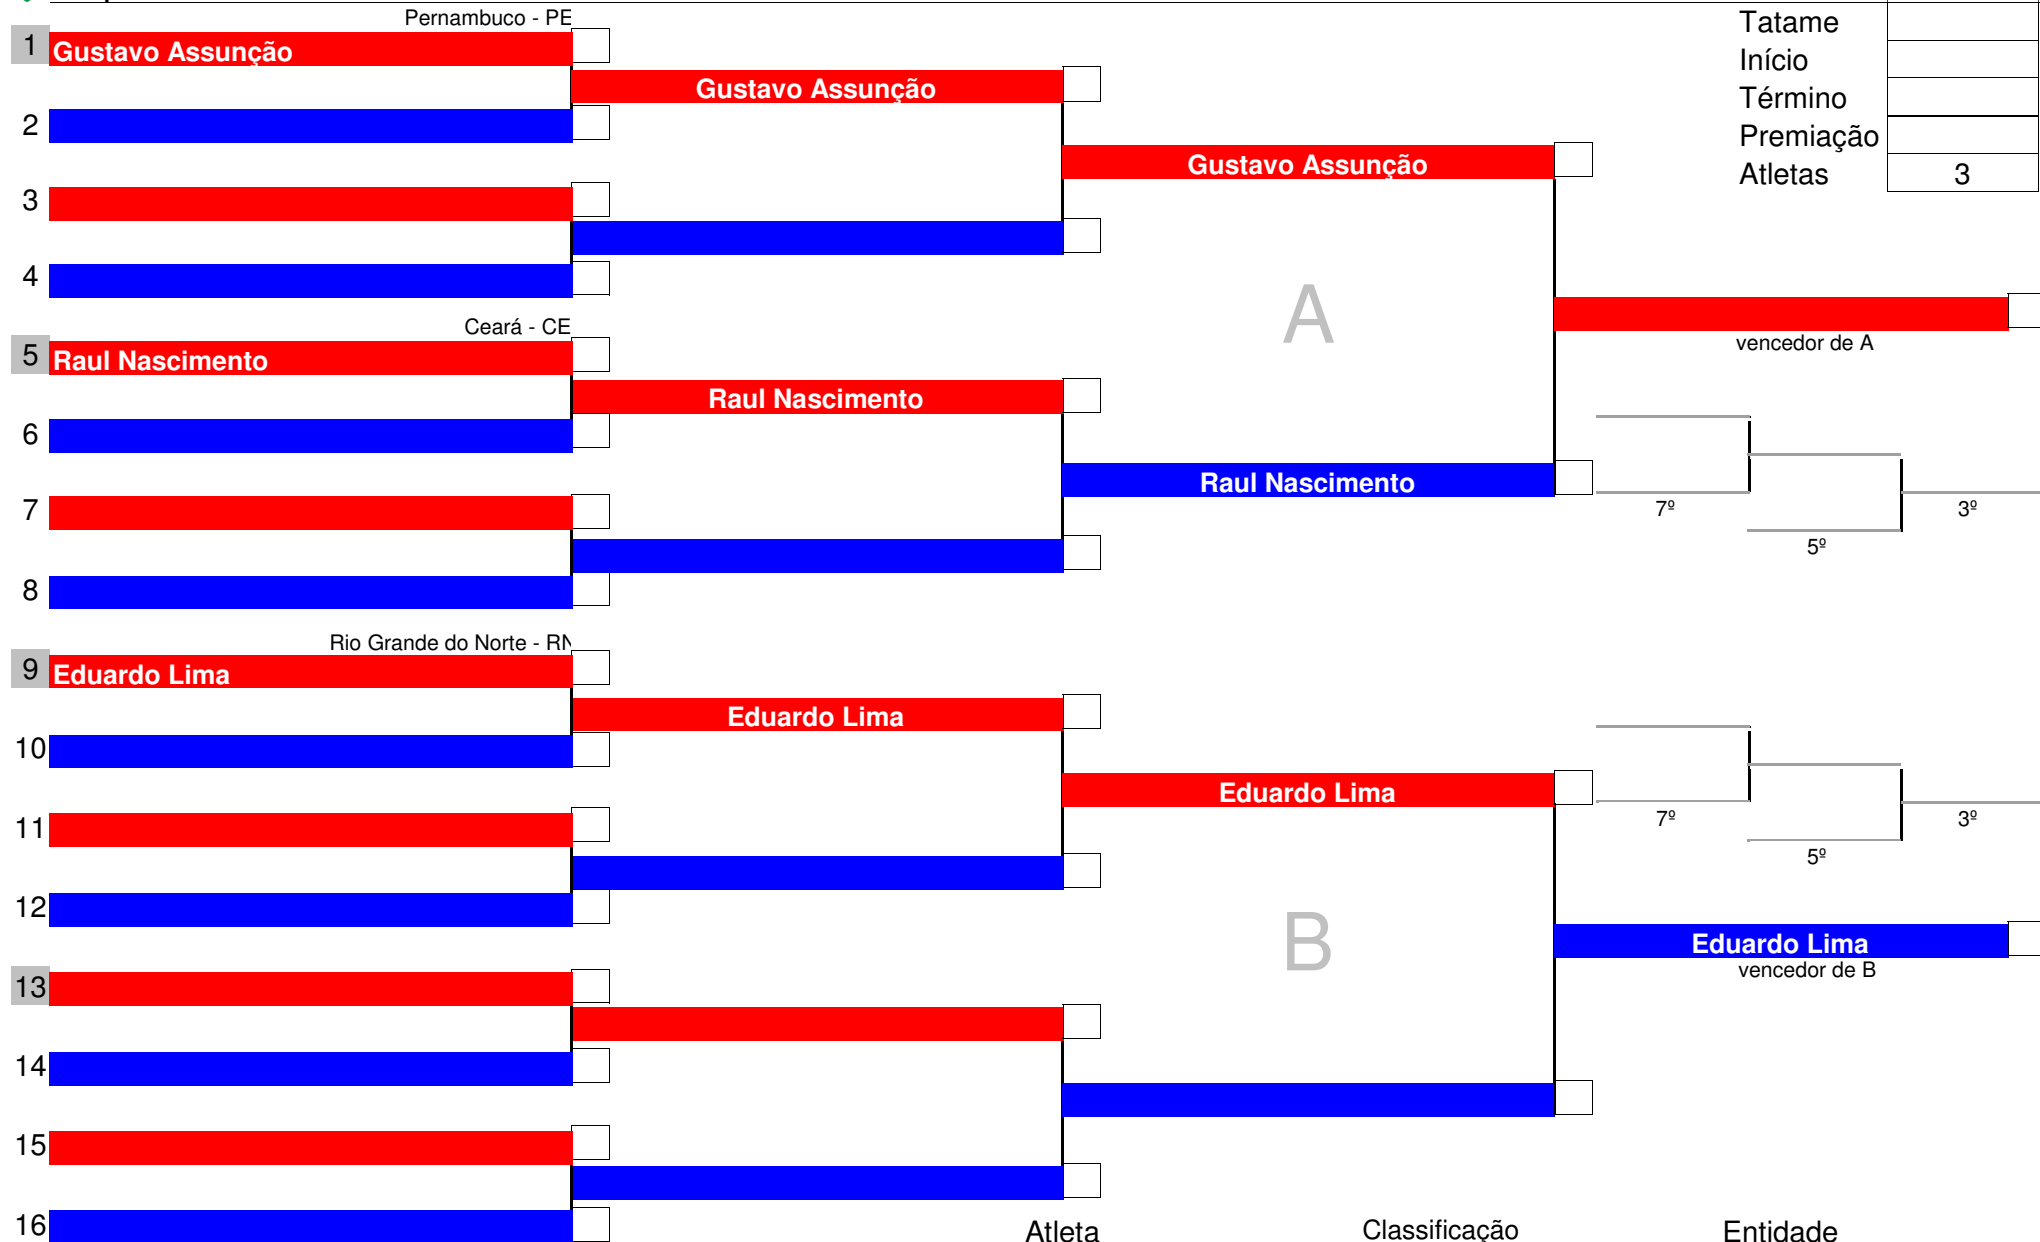 Pernambuco - PE
Tatame
1 Gustavo Assunção
Início
Gustavo Assunção
Término
2
Premiação
Gustavo Assunção
Atletas 3
3
4
A
Ceará - CE
vencedor de A
5 Raul Nascimento
Raul Nascimento
6
Raul Nascimento
7
7º 3º
5º
8
Rio Grande do Norte - RN
9 Eduardo Lima
Eduardo Lima
10
Eduardo Lima
7º 3º
11
5º
12
B
Eduardo Lima
vencedor de B
13
14
15
16
Atleta Classificação Entidade